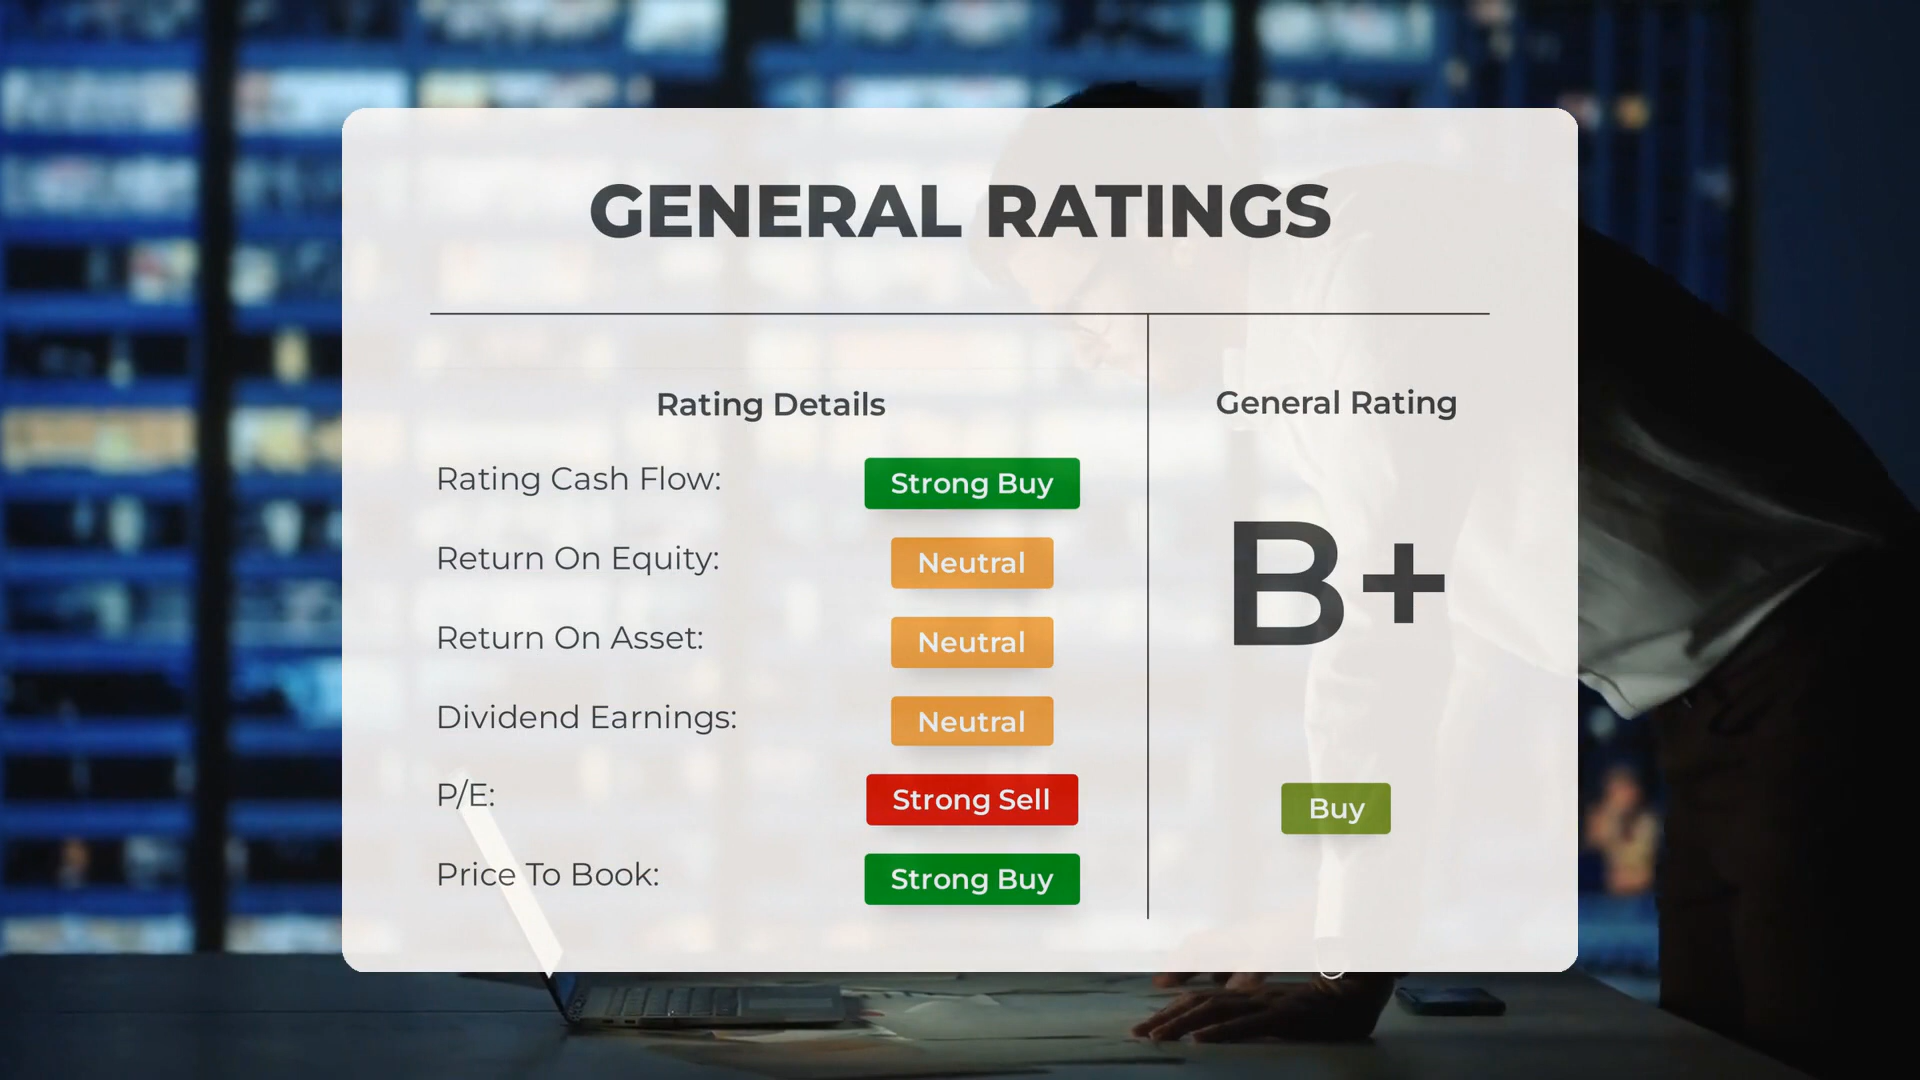 GENERAL RATINGS
Rating Details
Rating Cash Flow: Strong Buy
Return On Equity: Neutral
Return On Asset: Neutral
Dividend Earnings: Neutral
P/E: Strong Sell
Price To Book: Strong Buy
General Rating
B+
Buy